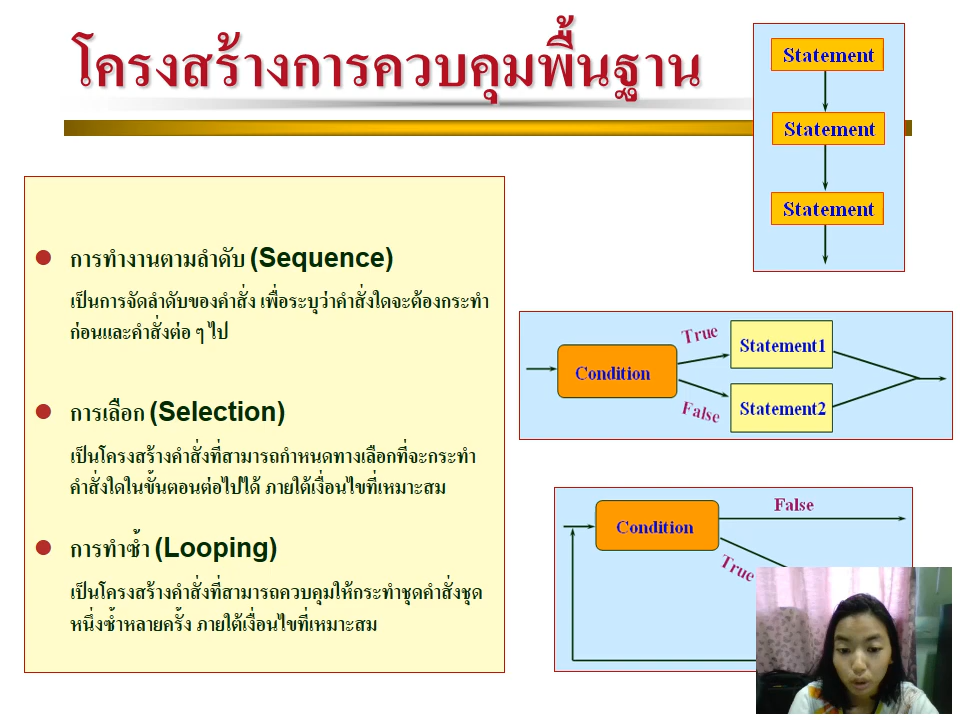 โครงสร้างการควบคุมพื้นฐาน
Statement
Statement
Statement
การทำงานตามลำดับ (Sequence)
เป็นการจัดลำดับของคำสั่ง เพื่อระบุว่าคำสั่งใดจะต้องกระทำ
ก่อนและคำสั่งต่อ ๆ ไป
การเลือก (Selection)
เป็นโครงสร้างคำสั่งที่สามารถกำหนดทางเลือกที่จะกระทำ
คำสั่งใดในขั้นตอนต่อไปได้ ภายใต้เงื่อนไขที่เหมาะสม
การทำซ้ำ (Looping)
เป็นโครงสร้างคำสั่งที่สามารถควบคุมให้กระทำชุดคำสั่งชุด
หนึ่งซ้ำหลายครั้ง ภายใต้เงื่อนไขที่เหมาะสม
Condition
True
Statement1
False
Statement2
Condition
False
True